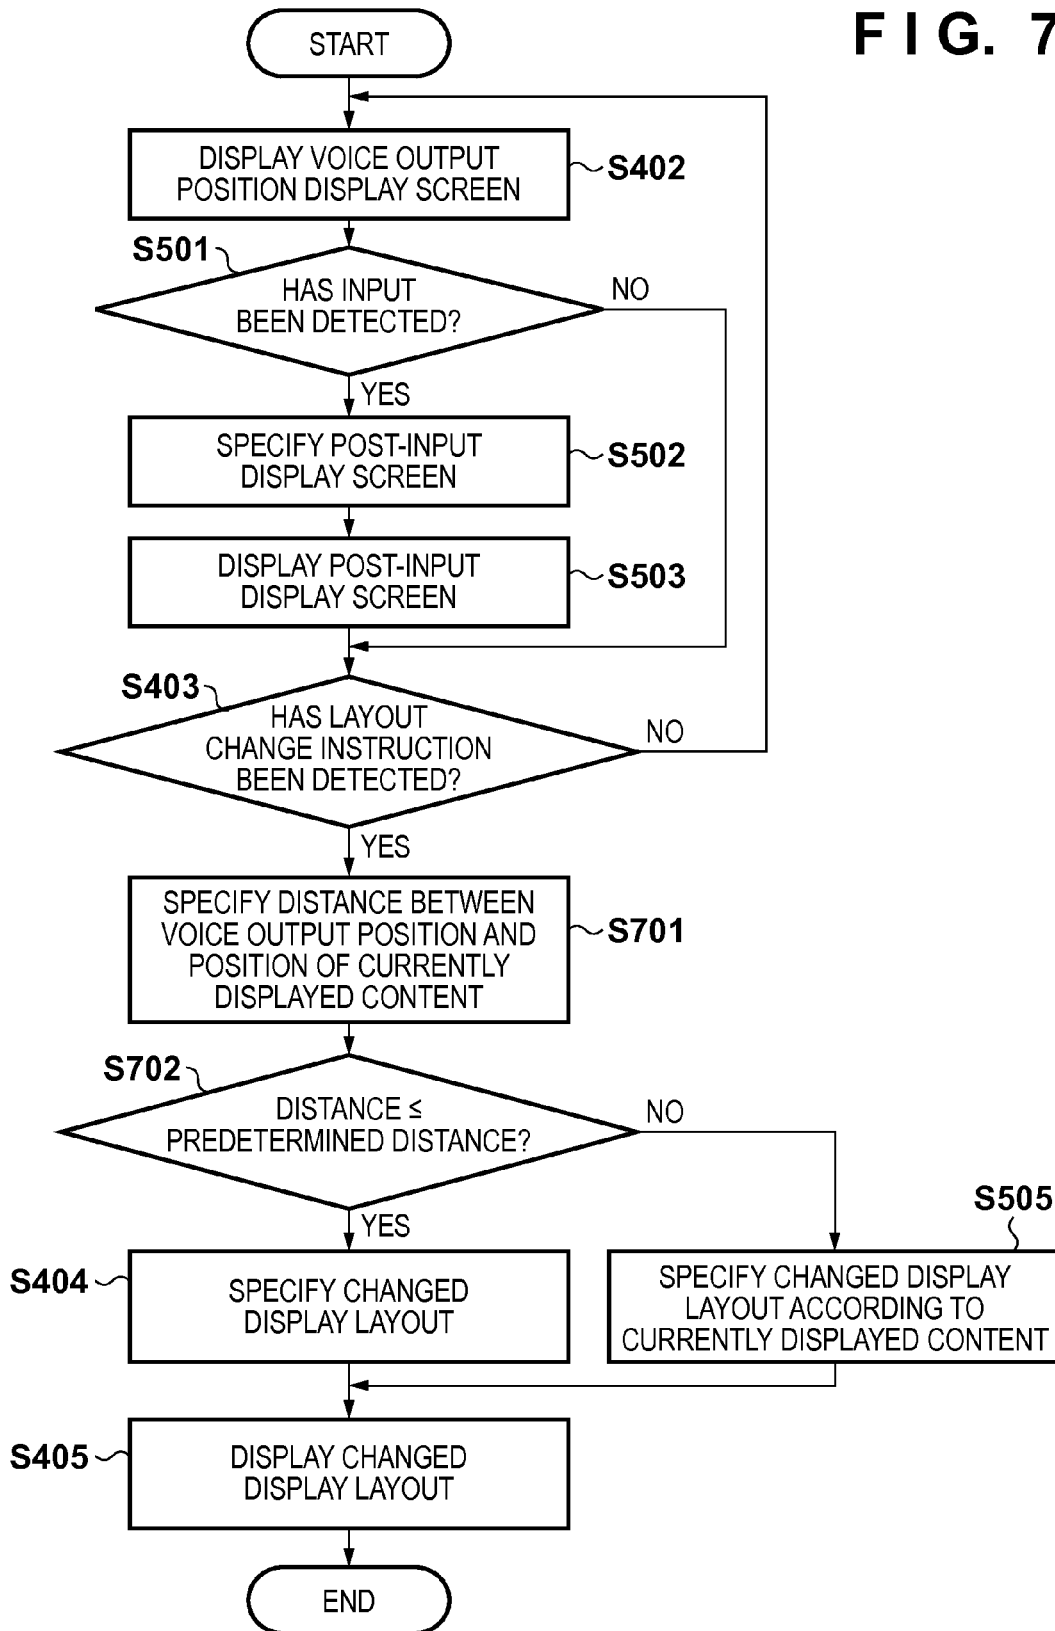 FIG. 7
START
DISPLAY VOICE OUTPUT
POSITION DISPLAY SCREEN
S402
S501
HAS INPUT
BEEN DETECTED?
NO
YES
SPECIFY POST-INPUT
DISPLAY SCREEN
S502
DISPLAY POST-INPUT
DISPLAY SCREEN
S503
S403
HAS LAYOUT
CHANGE INSTRUCTION
BEEN DETECTED?
NO
YES
SPECIFY DISTANCE BETWEEN
VOICE OUTPUT POSITION AND
POSITION OF CURRENTLY
DISPLAYED CONTENT
S701
S702
DISTANCE ≤
PREDETERMINED DISTANCE?
NO
YES
S505
S404
SPECIFY CHANGED
DISPLAY LAYOUT
SPECIFY CHANGED DISPLAY
LAYOUT ACCORDING TO
CURRENTLY DISPLAYED CONTENT
S405
DISPLAY CHANGED
DISPLAY LAYOUT
END